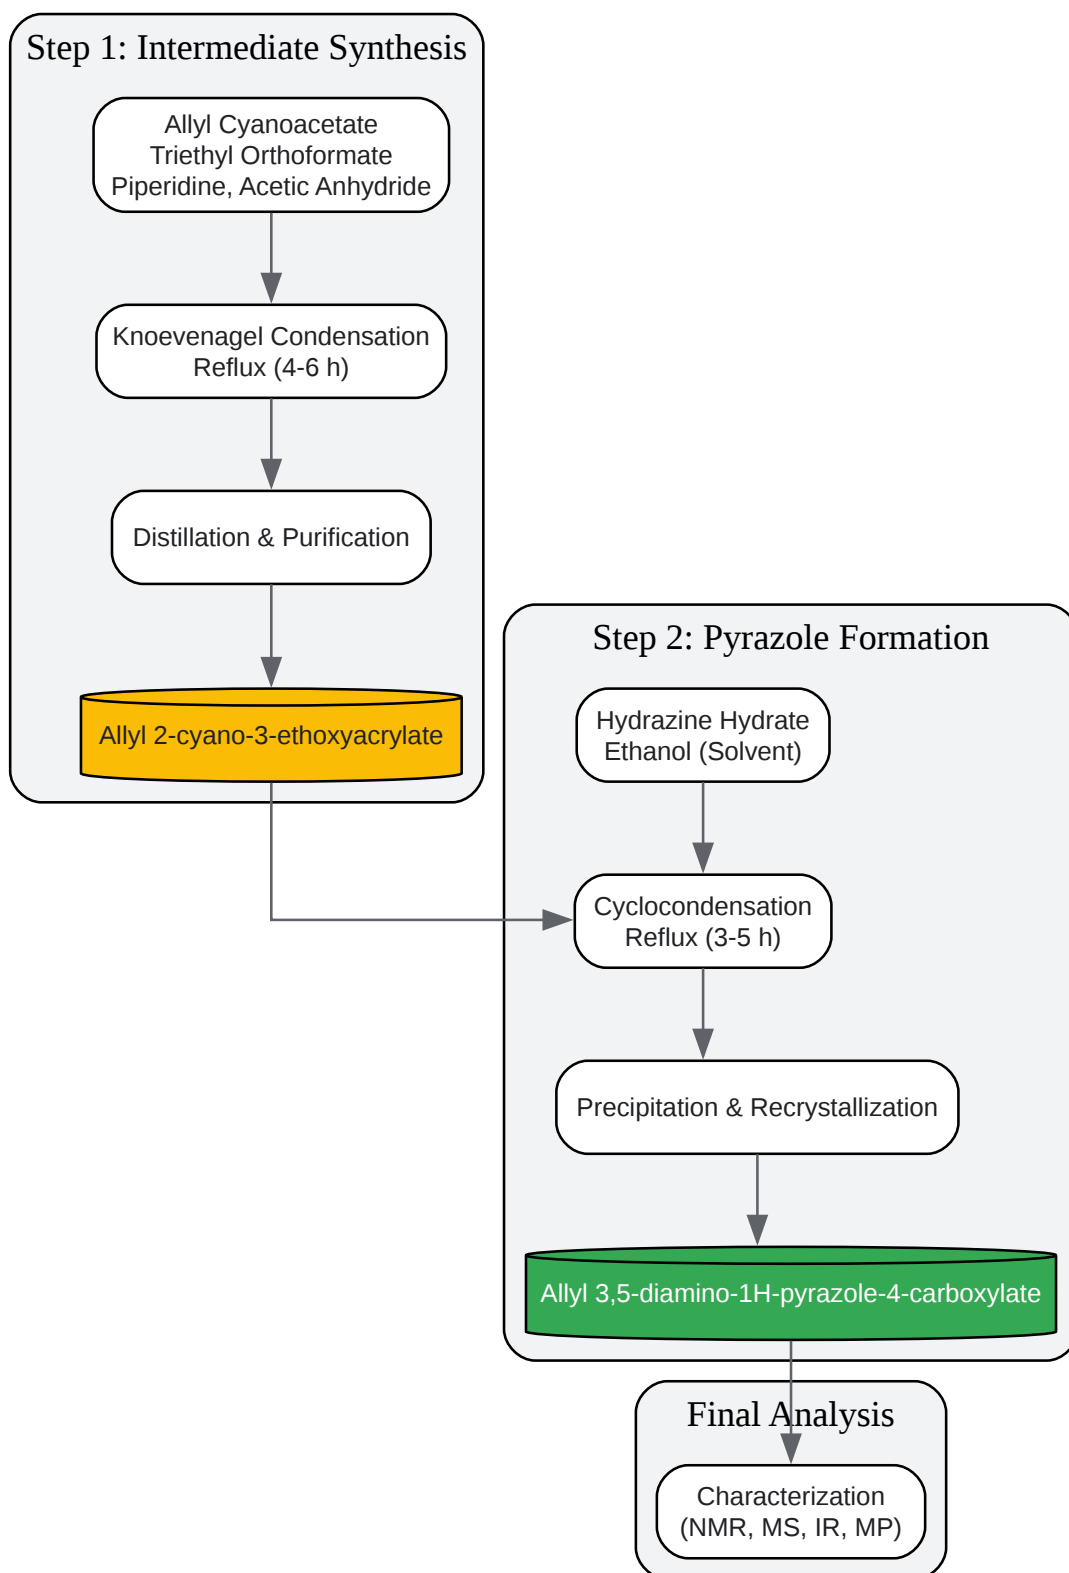 Step 1: Intermediate Synthesis
Allyl Cyanoacetate
Triethyl Orthoformate
Piperidine, Acetic Anhydride
Knoevenagel Condensation
Reflux (4-6 h)
Distillation & Purification
Allyl 2-cyano-3-ethoxyacrylate
Step 2: Pyrazole Formation
Hydrazine Hydrate
Ethanol (Solvent)
Cyclocondensation
Reflux (3-5 h)
Precipitation & Recrystallization
Allyl 3,5-diamino-1H-pyrazole-4-carboxylate
Final Analysis
Characterization
(NMR, MS, IR, MP)